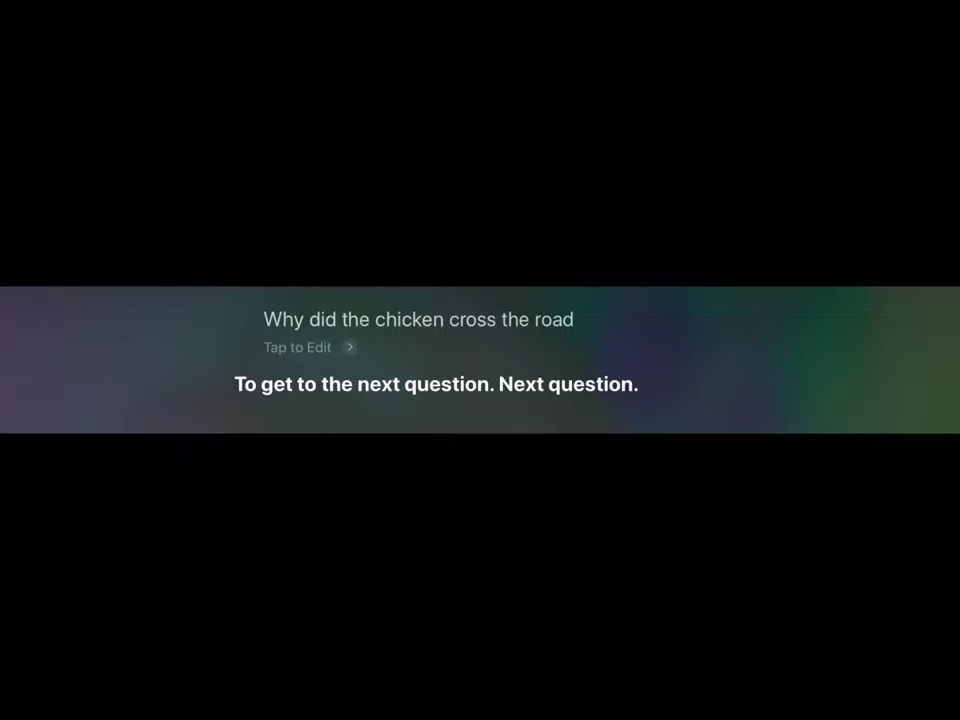 Why did the chicken cross the road
Tap to Edit
To get to the next question. Next question.